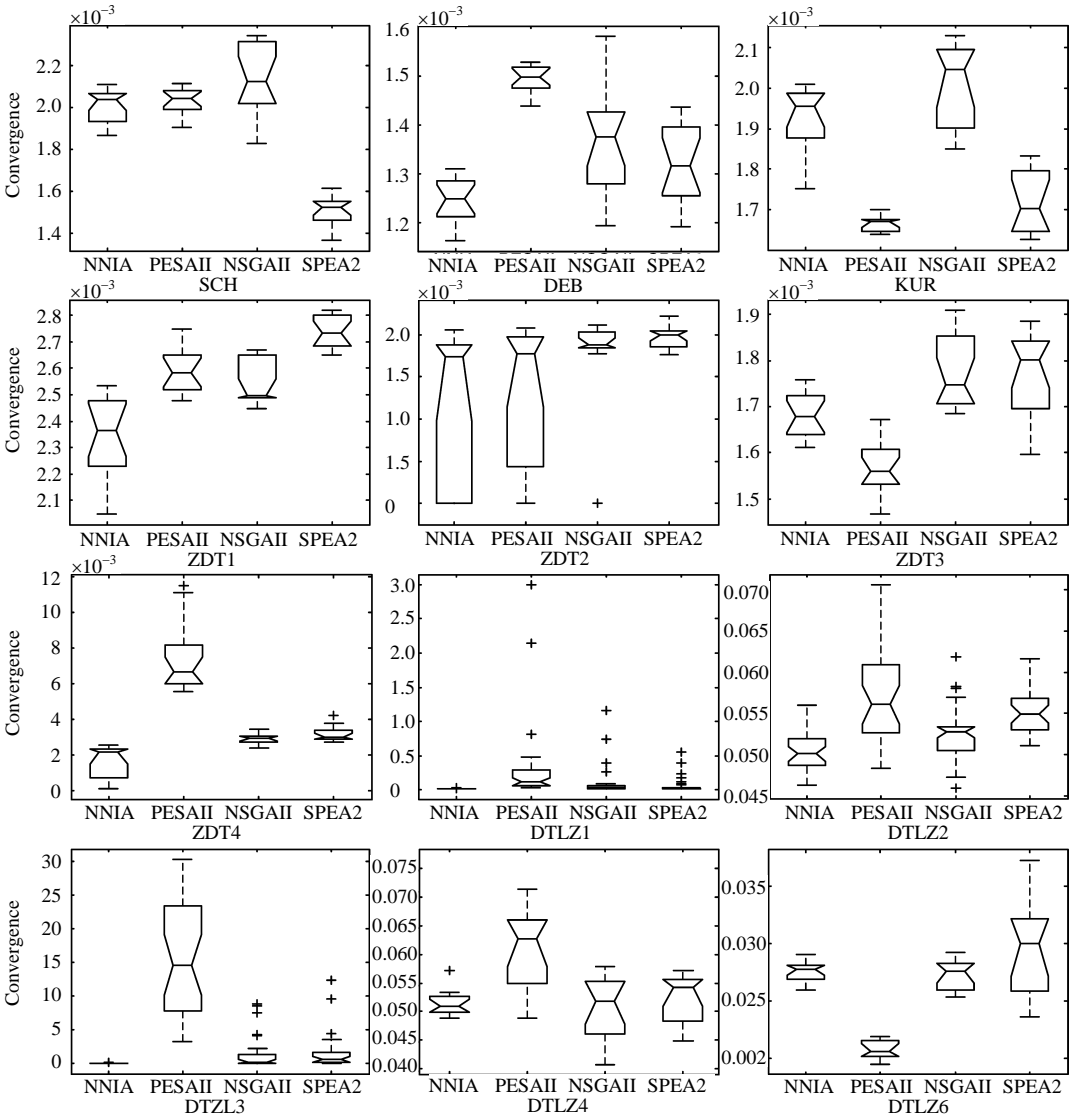 ×10−3
Convergence
2.2
2.0
1.8
1.6
1.4
NNIA PESAII NSGAII SPEA2
SCH
×10−3
1.6
1.5
1.4
1.3
1.2
NNIA PESAII NSGAII SPEA2
DEB
×10−3
2.1
2.0
1.9
1.8
1.7
NNIA PESAII NSGAII SPEA2
KUR
×10−3
Convergence
2.8
2.7
2.6
2.5
2.4
2.3
2.2
2.1
NNIA PESAII NSGAII SPEA2
ZDT1
×10−3
2.0
1.5
1.0
1.5
0
NNIA PESAII NSGAII SPEA2
ZDT2
×10−3
1.9
1.8
1.7
1.6
1.5
NNIA PESAII NSGAII SPEA2
ZDT3
×10−3
Convergence
12
10
8
6
4
2
0
NNIA PESAII NSGAII SPEA2
ZDT4
3.0
2.5
2.0
1.5
1.0
0.5
0
NNIA PESAII NSGAII SPEA2
DTLZ1
0.070
0.065
0.060
0.055
0.050
0.045
NNIA PESAII NSGAII SPEA2
DTLZ2
Convergence
30
25
20
15
10
5
0
NNIA PESAII NSGAII SPEA2
DTZL3
0.075
0.070
0.065
0.060
0.055
0.050
0.045
0.040
NNIA PESAII NSGAII SPEA2
DTLZ4
0.035
0.030
0.025
0.002
NNIA PESAII NSGAII SPEA2
DTLZ6